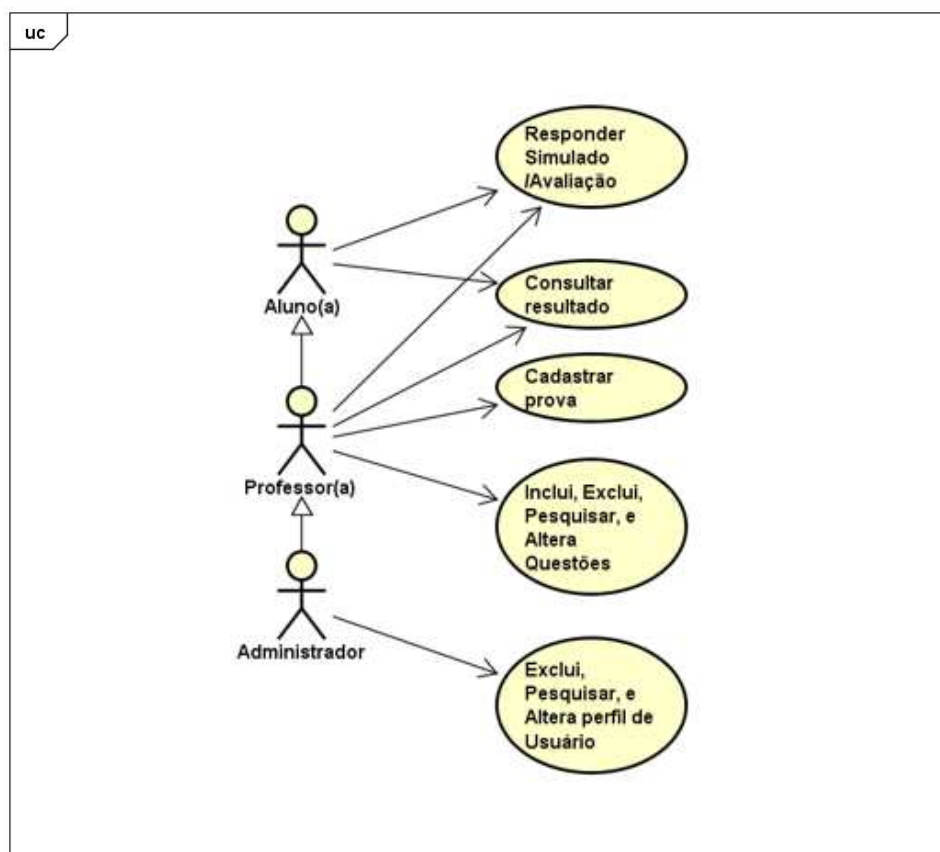 uc
Responder
Simulado
/Avaliação
Aluno(a)
Consultar
resultado
Cadastrar
prova
Professor(a)
Inclui, Exclui,
Pesquisar, e
Altera
Questões
Administrador
Exclui,
Pesquisar, e
Altera perfil de
Usuário